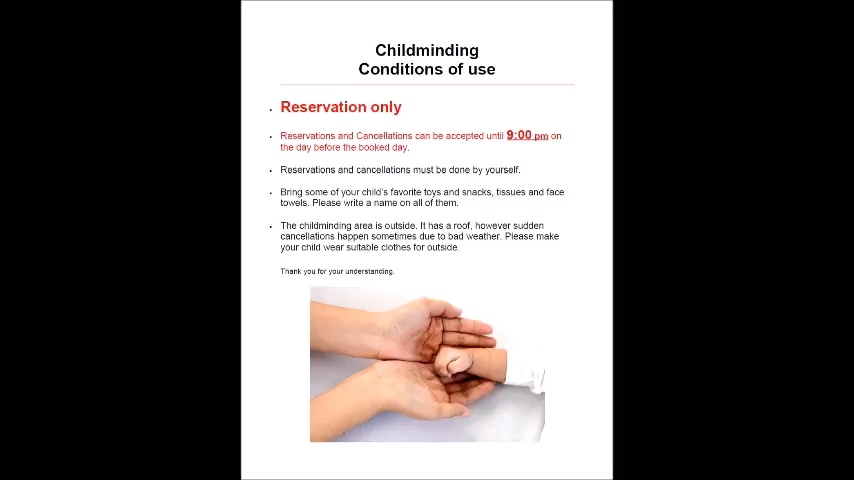 Childminding
Conditions of use
Reservation only
Reservations and Cancellations can be accepted until 9:00 pm on
the day before the booked day.
Reservations and cancellations must be done by yourself.
Bring some of your child's favorite toys and snacks, tissues and face
towels. Please write a name on all of them.
The childminding area is outside. It has a roof, however sudden
cancellations happen sometimes due to bad weather. Please make
your child wear suitable clothes for outside.
Thank you for your understanding.